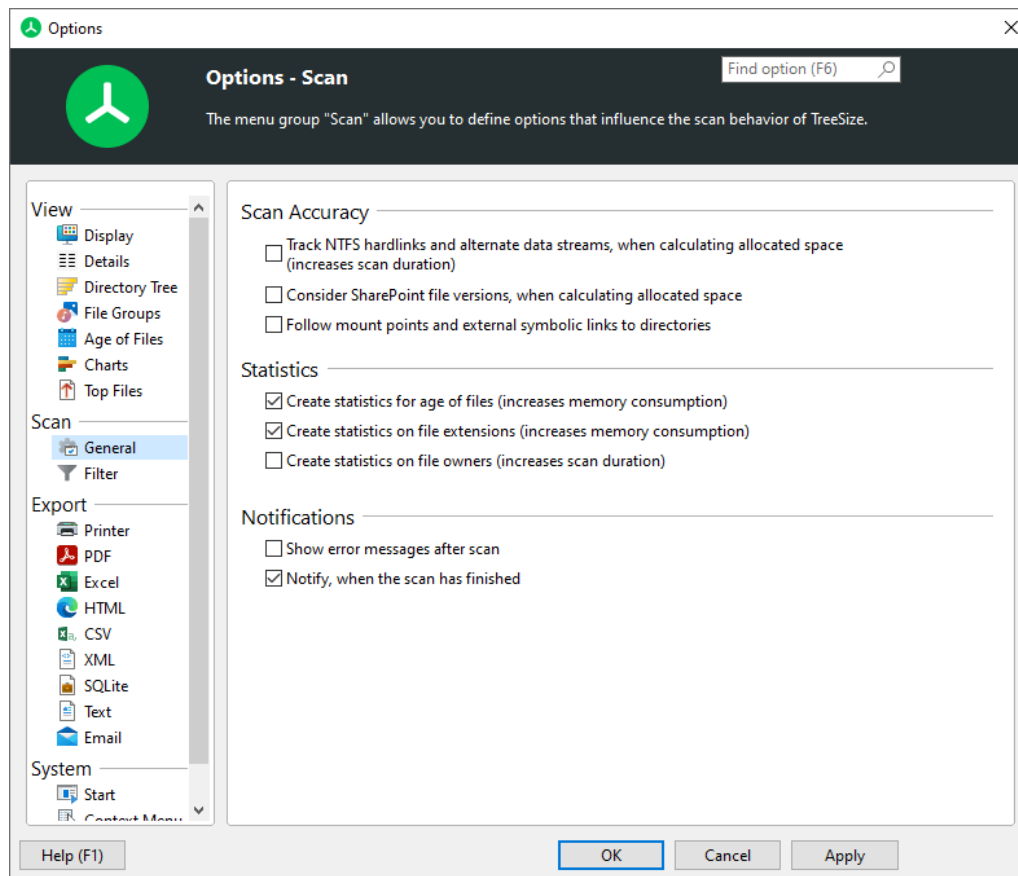 Options
Options - Scan
Find option (F6)
The menu group "Scan" allows you to define options that influence the scan behavior of TreeSize.
View
Display
Details
Directory Tree
File Groups
Age of Files
Charts
Top Files
Scan
General
Filter
Export
Printer
PDF
Excel
HTML
CSV
XML
SQLite
Text
Email
System
Start
Context Menu
Scan Accuracy
Track NTFS hardlinks and alternate data streams, when calculating allocated space
(increases scan duration)
Consider SharePoint file versions, when calculating allocated space
Follow mount points and external symbolic links to directories
Statistics
Create statistics for age of files (increases memory consumption)
Create statistics on file extensions (increases memory consumption)
Create statistics on file owners (increases scan duration)
Notifications
Show error messages after scan
Notify, when the scan has finished
Help (F1)
OK
Cancel
Apply